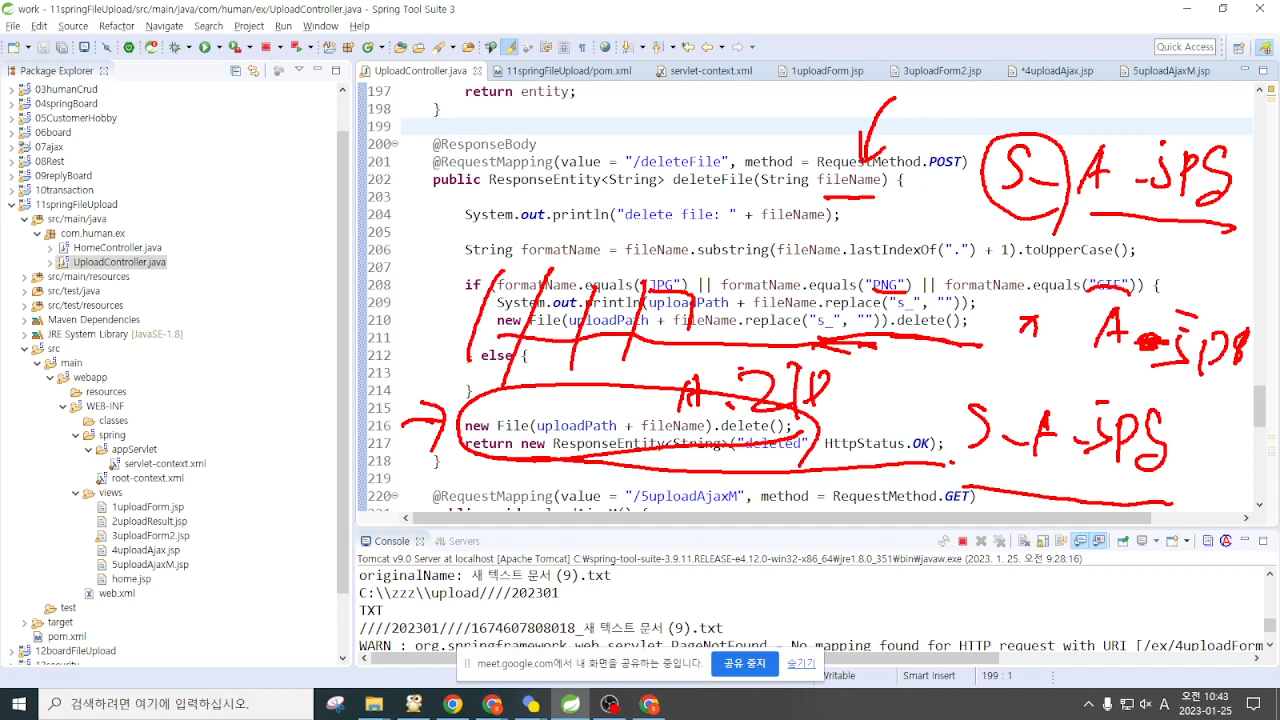 work - 11springFileUpload/src/main/java/com/human/ex/UploadController.java - Spring Tool Suite 3
File Edit Source Refactor Navigate Search Project Run Window Help
Quick Access
Package Explorer
03humanCrud
04springBoard
05CustomerHobby
06board
07ajax
08Rest
09replyBoard
10transaction
11springFileUpload
src/main/java
com.human.ex
HomeController.java
UploadController.java
src/main/resources
src/test/java
src/test/resources
Maven Dependencies
JRE System Library [JavaSE-1.8]
src
main
webapp
resources
WEB-INF
classes
spring
appServlet
servlet-context.xml
root-context.xml
views
1uploadForm.jsp
2uploadResult.jsp
3uploadForm2.jsp
4uploadAjax.jsp
5uploadAjaxM.jsp
home.jsp
web.xml
test
target
pom.xml
12boardFileUpload
UploadController.java 11springFileUpload/pom.xml servlet-context.xml 1uploadForm.jsp 3uploadForm2.jsp *4uploadAjax.jsp 5uploadAjaxM.jsp
197 return entity;
198 }
199
200 @ResponseBody
201 @RequestMapping(value = "/deleteFile", method = RequestMethod.POST)
202 public ResponseEntity<String> deleteFile(String fileName) {
203
204 System.out.println("delete file: " + fileName);
205
206 String formatName = fileName.substring(fileName.lastIndexOf(".") + 1).toUpperCase();
207
208 if (formatName.equals("JPG") || formatName.equals("PNG") || formatName.equals("GIF")) {
209 System.out.println(uploadPath + fileName.replace("s_", ""));
210 new File(uploadPath + fileName.replace("s_", "")).delete();
211
212 } else {
213
214 }
215
216 new File(uploadPath + fileName).delete();
217 return new ResponseEntity<String>("deleted", HttpStatus.OK);
218 }
219
220 @RequestMapping(value = "/5uploadAjaxM", method = RequestMethod.GET)
S_A.jpg
A.jpg
S_A.jpg
Console Servers
Tomcat v9.0 Server at localhost [Apache Tomcat] C:\spring-tool-suite-3.9.11.RELEASE-e4.12.0-win32-x86_64\jre1.8.0_351\bin\javaw.exe (2023. 1. 25. 오전 9:28:16)
originalName: 새 텍스트 문서 (9).txt
C:\\zzz\\upload////202301
TXT
////202301////1674607808018_새 텍스트 문서 (9).txt
WARN : org.springframework.web.servlet.PageNotFound - No mapping found for HTTP request with URI [/ex/4uploadForm
meet.google.com에서 내 화면을 공유하는 중입니다. 공유 중지 숨기기
Writable Smart Insert 199 : 1
검색하려면 여기에 입력하십시오.
A
오전 10:43
2023-01-25